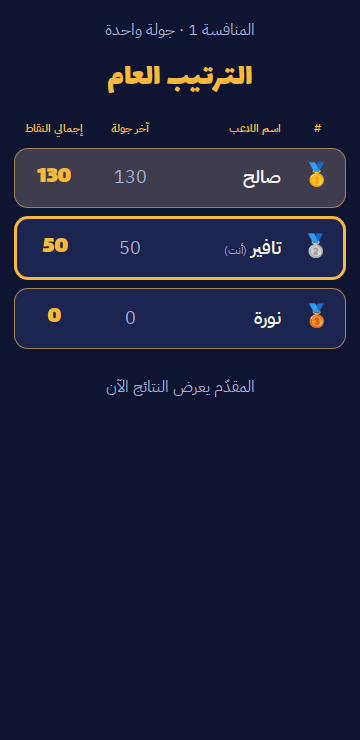 المنافسة 1 · جولة واحدة
الترتيب العام
# اسم اللاعب آخر جولة إجمالي النقاط
🥇 صالح 130 130
🥈 تافير (أنت) 50 50
🥉 نورة 0 0
المقدّم يعرض النتائج الآن